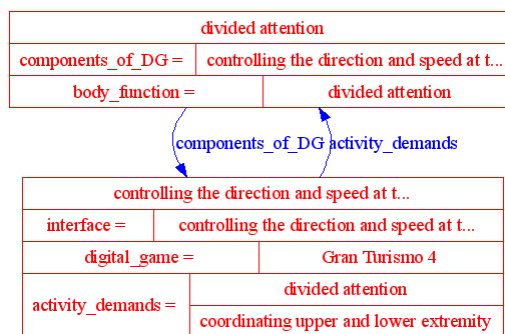 divided attention
components_of_DG = controlling the direction and speed at t...
body_function = divided attention
components_of_DG activity_demands
controlling the direction and speed at t...
interface = controlling the direction and speed at t...
digital_game = Gran Turismo 4
activity_demands = divided attention
coordinating upper and lower extremity